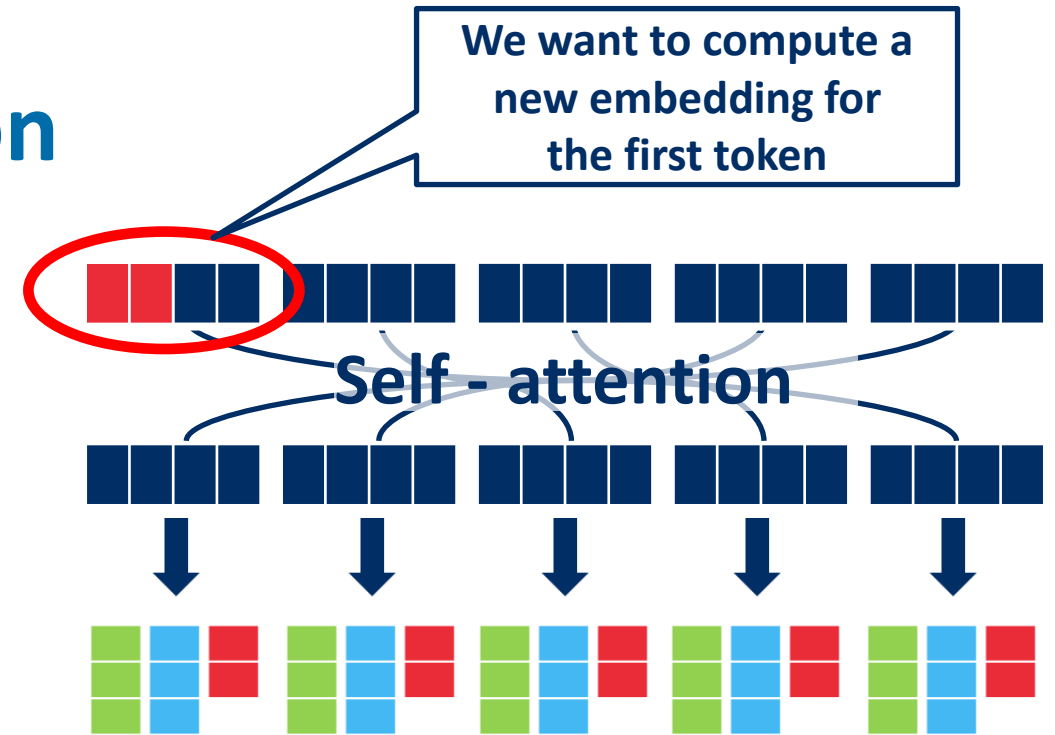 We want to compute a
new embedding for
the first token
on
Self - attention